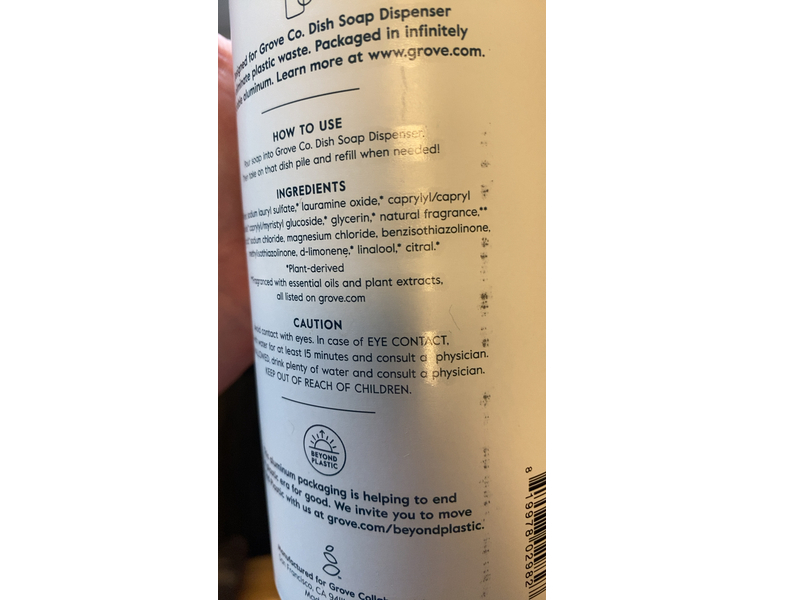 for Grove Co. Dish Soap Dispenser
plastic waste. Packaged in infinitely
aluminum. Learn more at www.grove.com.
HOW TO USE
soap into Grove Co. Dish Soap Dispenser.
take on that dish pile and refill when needed!
INGREDIENTS
sodium lauryl sulfate,* lauramine oxide,* caprylyl/capryl
caprylyl/myristyl glucoside,* glycerin,* natural fragrance,**
sodium chloride, magnesium chloride, benzisothiazolinone,
methylisothiazolinone, d-limonene,* linalool,* citral.*
*Plant-derived
*Fragranced with essential oils and plant extracts,
all listed on grove.com
CAUTION
contact with eyes. In case of EYE CONTACT,
water for at least 15 minutes and consult a physician.
drink plenty of water and consult a physician.
KEEP OUT OF REACH OF CHILDREN.
BEYOND
PLASTIC
aluminum packaging is helping to end
plastic era for good. We invite you to move
with us at grove.com/beyondplastic.
Manufactured for Grove
San Francisco, CA
8 19978 02982